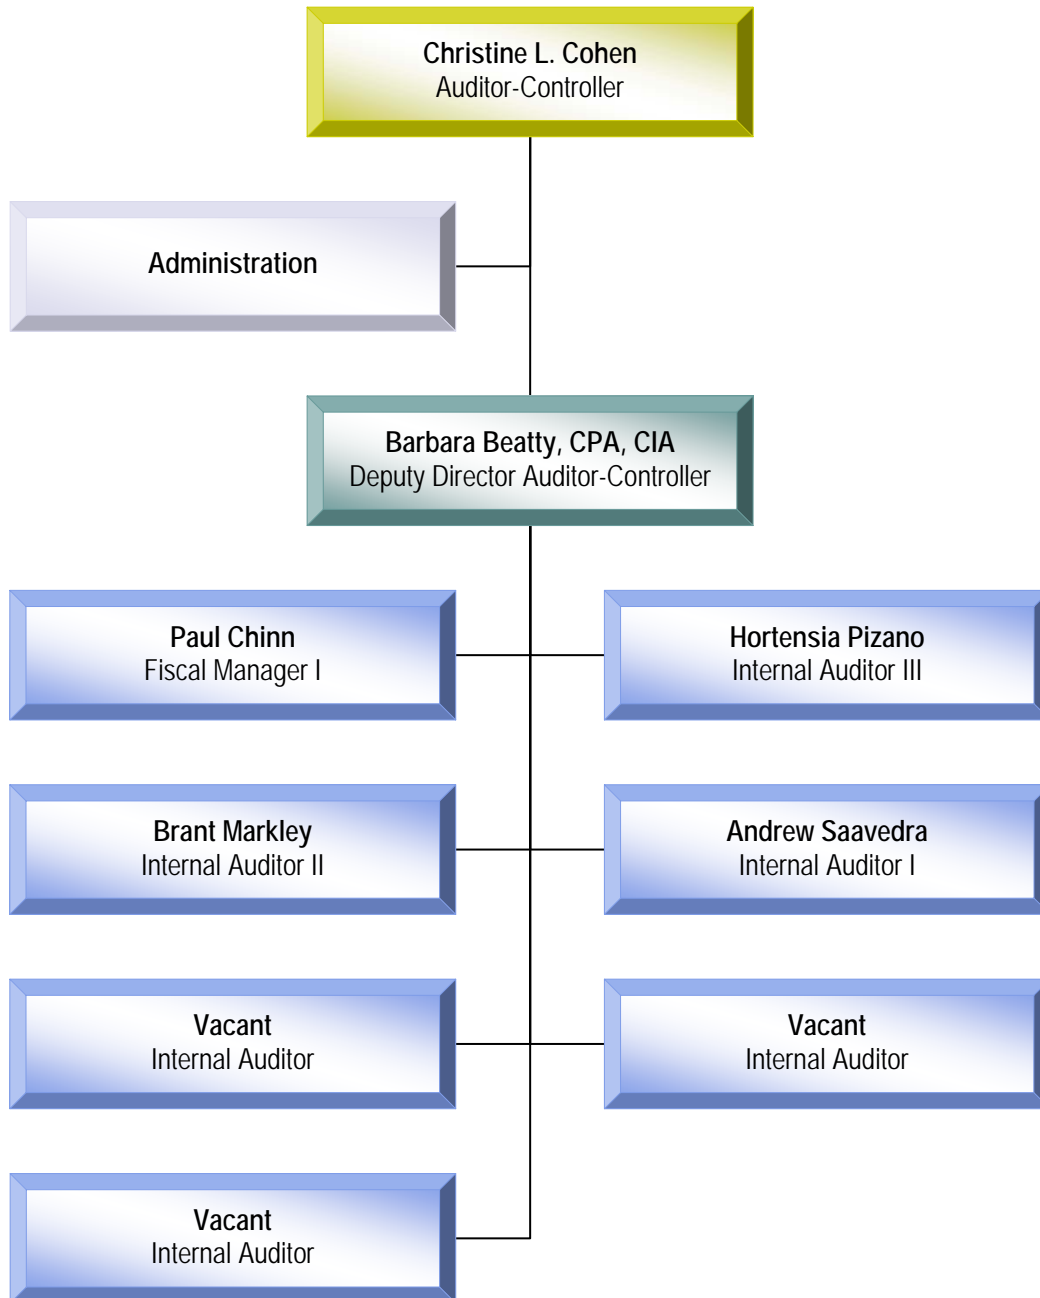 Christine L. Cohen
Auditor-Controller
Administration
Barbara Beatty, CPA, CIA
Deputy Director Auditor-Controller
Paul Chinn
Fiscal Manager I
Hortensia Pizano
Internal Auditor III
Brant Markley
Internal Auditor II
Andrew Saavedra
Internal Auditor I
Vacant
Internal Auditor
Vacant
Internal Auditor
Vacant
Internal Auditor